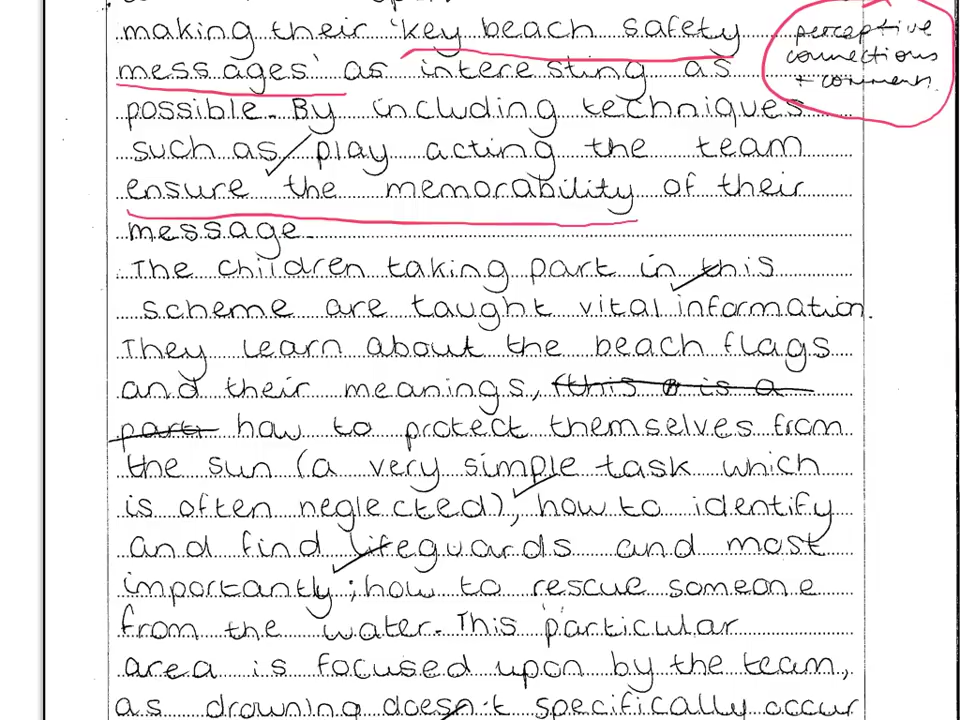 making their 'key beach safety
messages' as interesting as
possible. By including techniques
such as play acting the team
ensure the memorability of their
message.
The children taking part in this
scheme are taught vital information.
They learn about the beach flags
and their meanings, (this is a
part how to protect themselves from
the sun (a very simple task which
is often neglected), how to identify
and find lifeguards and most
importantly; how to rescue someone
from the water. This particular
area is focused upon by the team,
as drowning doesn't specifically occur
perceptive
connections
+ comments.